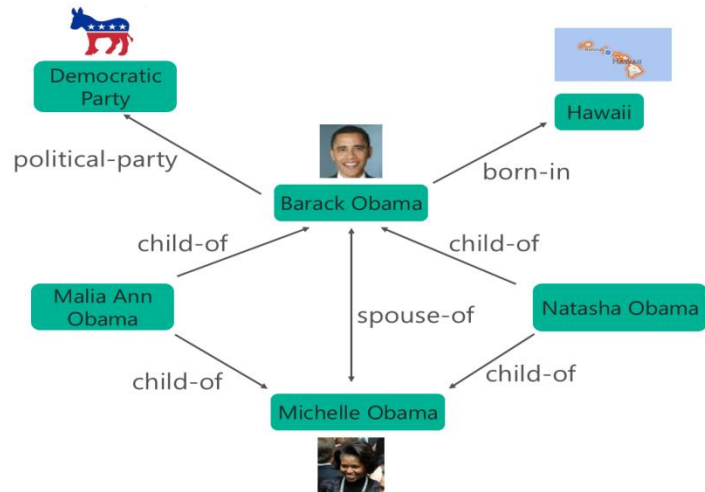 Democratic
Party
Hawaii
HAWAII
political-party
born-in
Barack Obama
child-of
child-of
Malia Ann
Obama
spouse-of
Natasha Obama
child-of
child-of
Michelle Obama